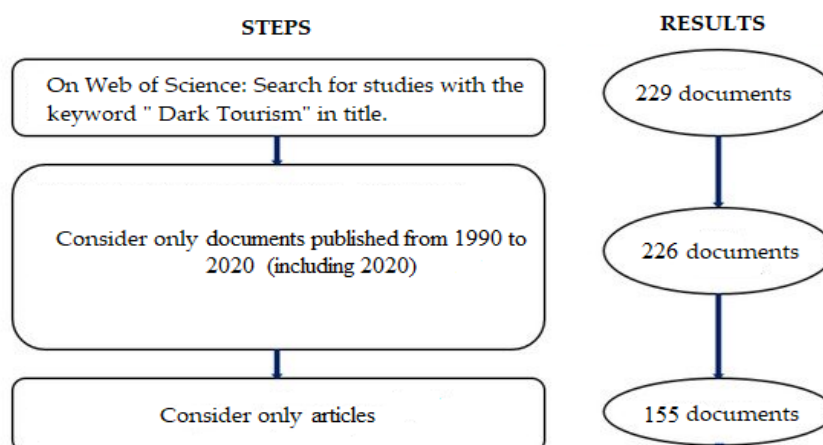 STEPS
RESULTS
On Web of Science: Search for studies with the
keyword " Dark Tourism" in title.
229 documents
Consider only documents published from 1990 to
2020 (including 2020)
226 documents
Consider only articles
155 documents